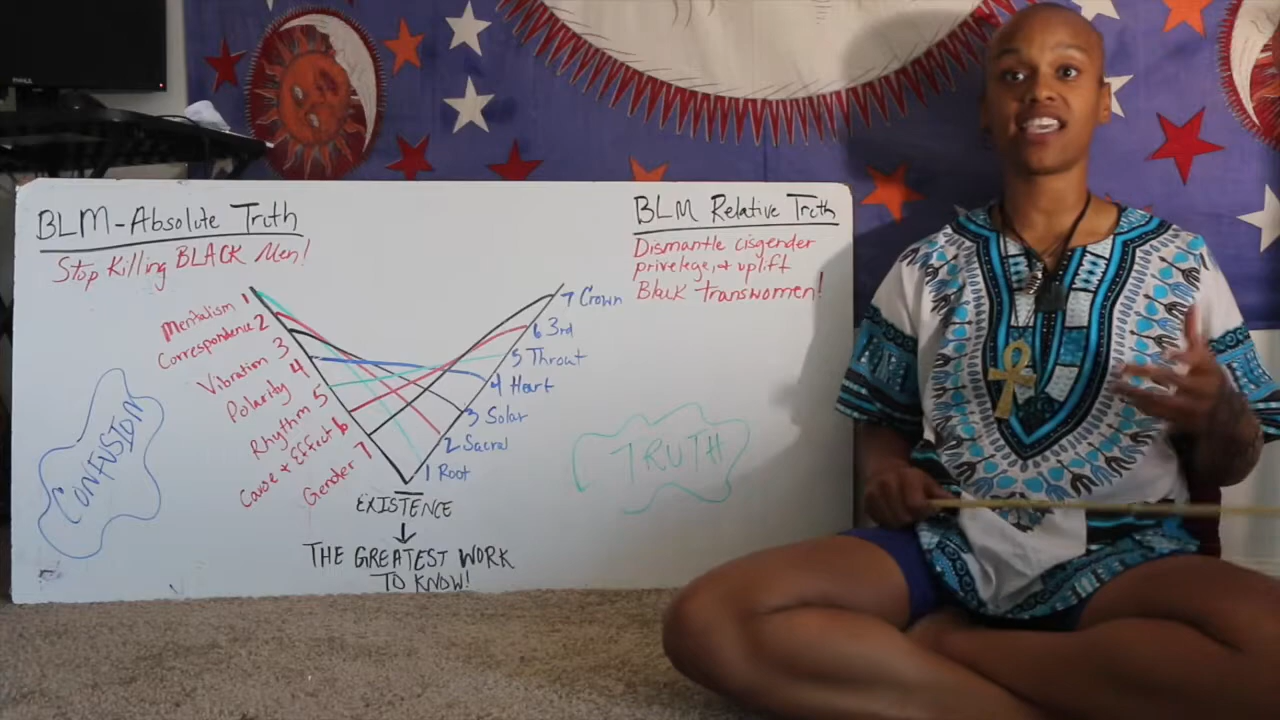 BLM-Absolute Truth
Stop Killing BLACK Men!
Mentalism 1
Correspondence 2
Vibration 3
Polarity 4
Rhythm 5
Cause + Effect 6
Gender 7
CONFUSION
BLM Relative Truth
Dismantle cisgender
privelege, + uplift
Black transwomen!
7 Crown
6 3rd
5 Throat
4 Heart
3 Solar
2 Sacral
1 Root
TRUTH
EXISTENCE
THE GREATEST WORK
TO KNOW!